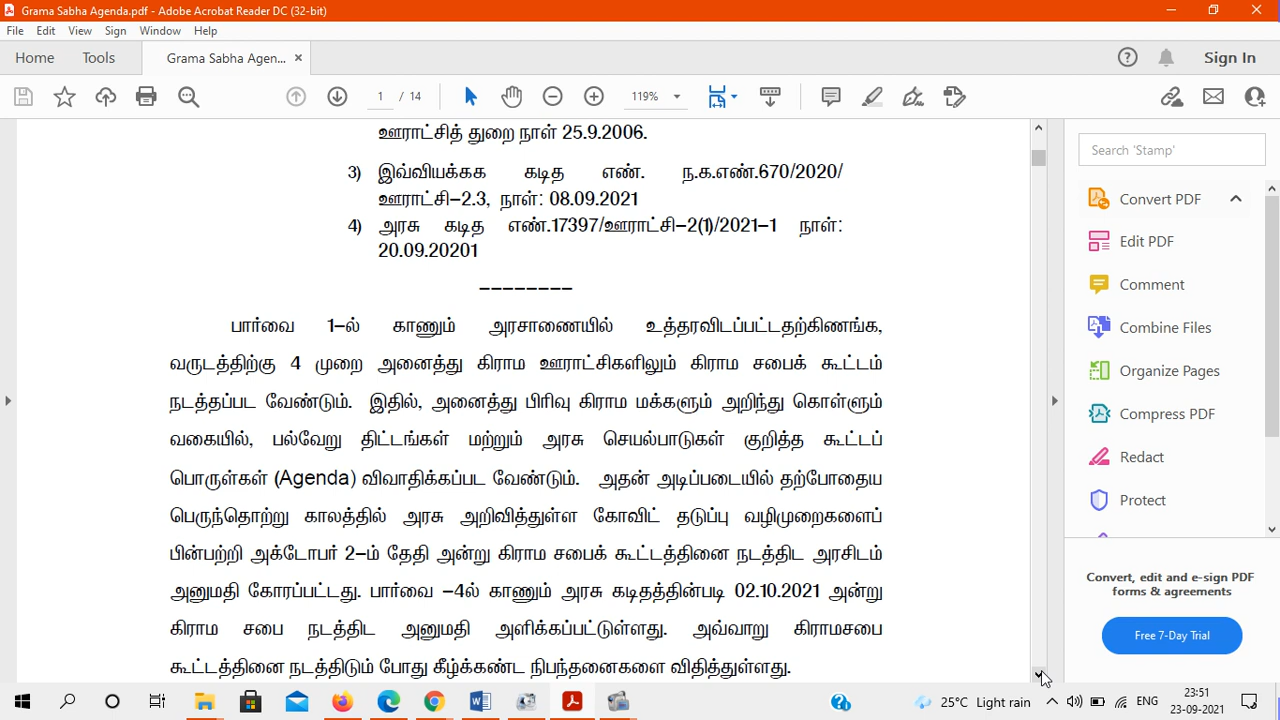 Grama Sabha Agenda.pdf - Adobe Acrobat Reader DC (32-bit)
File Edit View Sign Window Help
Home Tools Grama Sabha Agen... ×
Sign In
1 / 14 119%
ஊராட்சித் துறை நாள் 25.9.2006.
3) இவ்வியக்கக கடித எண். ந.க.எண்.670/2020/
ஊராட்சி-2.3, நாள்: 08.09.2021
4) அரசு கடித எண்.17397/ஊராட்சி-2(1)/2021-1 நாள்:
20.09.20201
--------
பார்வை 1-ல் காணும் அரசாணையில் உத்தரவிடப்பட்டதற்கிணங்க,
வருடத்திற்கு 4 முறை அனைத்து கிராம ஊராட்சிகளிலும் கிராம சபைக் கூட்டம்
நடத்தப்பட வேண்டும். இதில், அனைத்து பிரிவு கிராம மக்களும் அறிந்து கொள்ளும்
வகையில், பல்வேறு திட்டங்கள் மற்றும் அரசு செயல்பாடுகள் குறித்த கூட்டப்
பொருள்கள் (Agenda) விவாதிக்கப்பட வேண்டும். அதன் அடிப்படையில் தற்போதைய
பெருந்தொற்று காலத்தில் அரசு அறிவித்துள்ள கோவிட் தடுப்பு வழிமுறைகளைப்
பின்பற்றி அக்டோபர் 2-ம் தேதி அன்று கிராம சபைக் கூட்டத்தினை நடத்திட அரசிடம்
அனுமதி கோரப்பட்டது. பார்வை -4ல் காணும் அரசு கடிதத்தின்படி 02.10.2021 அன்று
கிராம சபை நடத்திட அனுமதி அளிக்கப்பட்டுள்ளது. அவ்வாறு கிராமசபை
கூட்டத்தினை நடத்திடும் போது கீழ்க்கண்ட நிபந்தனைகளை விதித்துள்ளது.
Search 'Stamp'
Convert PDF
Edit PDF
Comment
Combine Files
Organize Pages
Compress PDF
Redact
Protect
Convert, edit and e-sign PDF
forms & agreements
Free 7-Day Trial
25°C Light rain ENG 23:51
23-09-2021